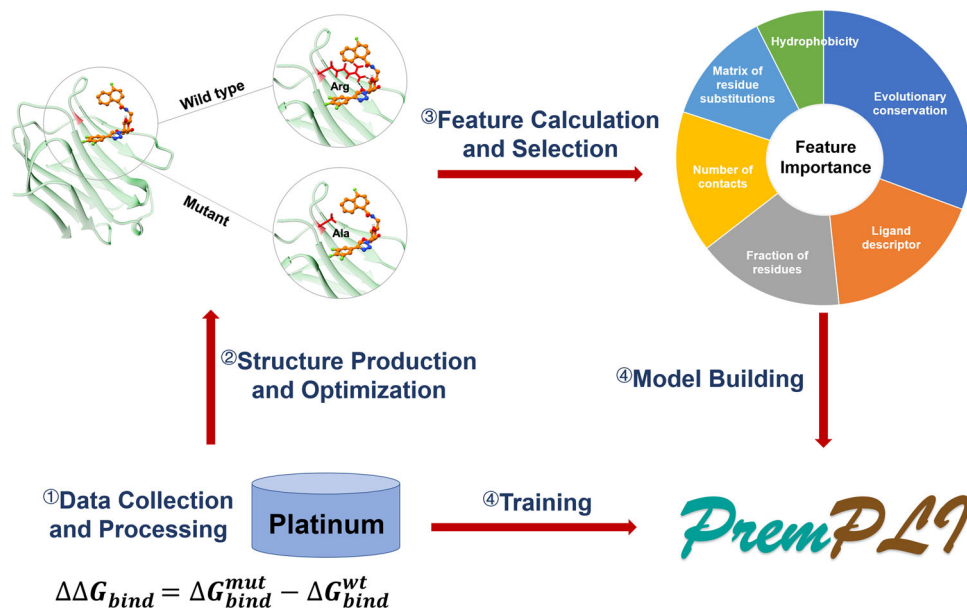 Wild type
Arg
Mutant
Ala
③Feature Calculation
and Selection
Hydrophobicity
Matrix of
residue
substitutions
Evolutionary
conservation
Number of
contacts
Feature
Importance
Ligand
descriptor
Fraction of
residues
②Structure Production
and Optimization
④Model Building
①Data Collection
and Processing
Platinum
④Training
PremPLI
ΔΔG_bind = ΔG_bind^mut − ΔG_bind^wt